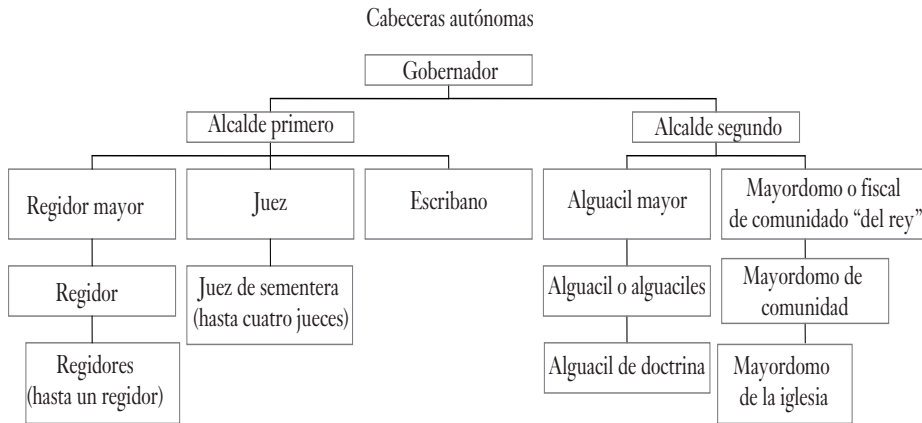 Cabeceras autónomas
Gobernador
Alcalde primero
Alcalde segundo
Regidor mayor
Juez
Escribano
Alguacil mayor
Mayordomo o fiscal
de comunidado “del rey”
Regidor
Juez de sementera
(hasta cuatro jueces)
Alguacil o alguaciles
Mayordomo de
comunidad
Regidores
(hasta un regidor)
Alguacil de doctrina
Mayordomo
de la iglesia